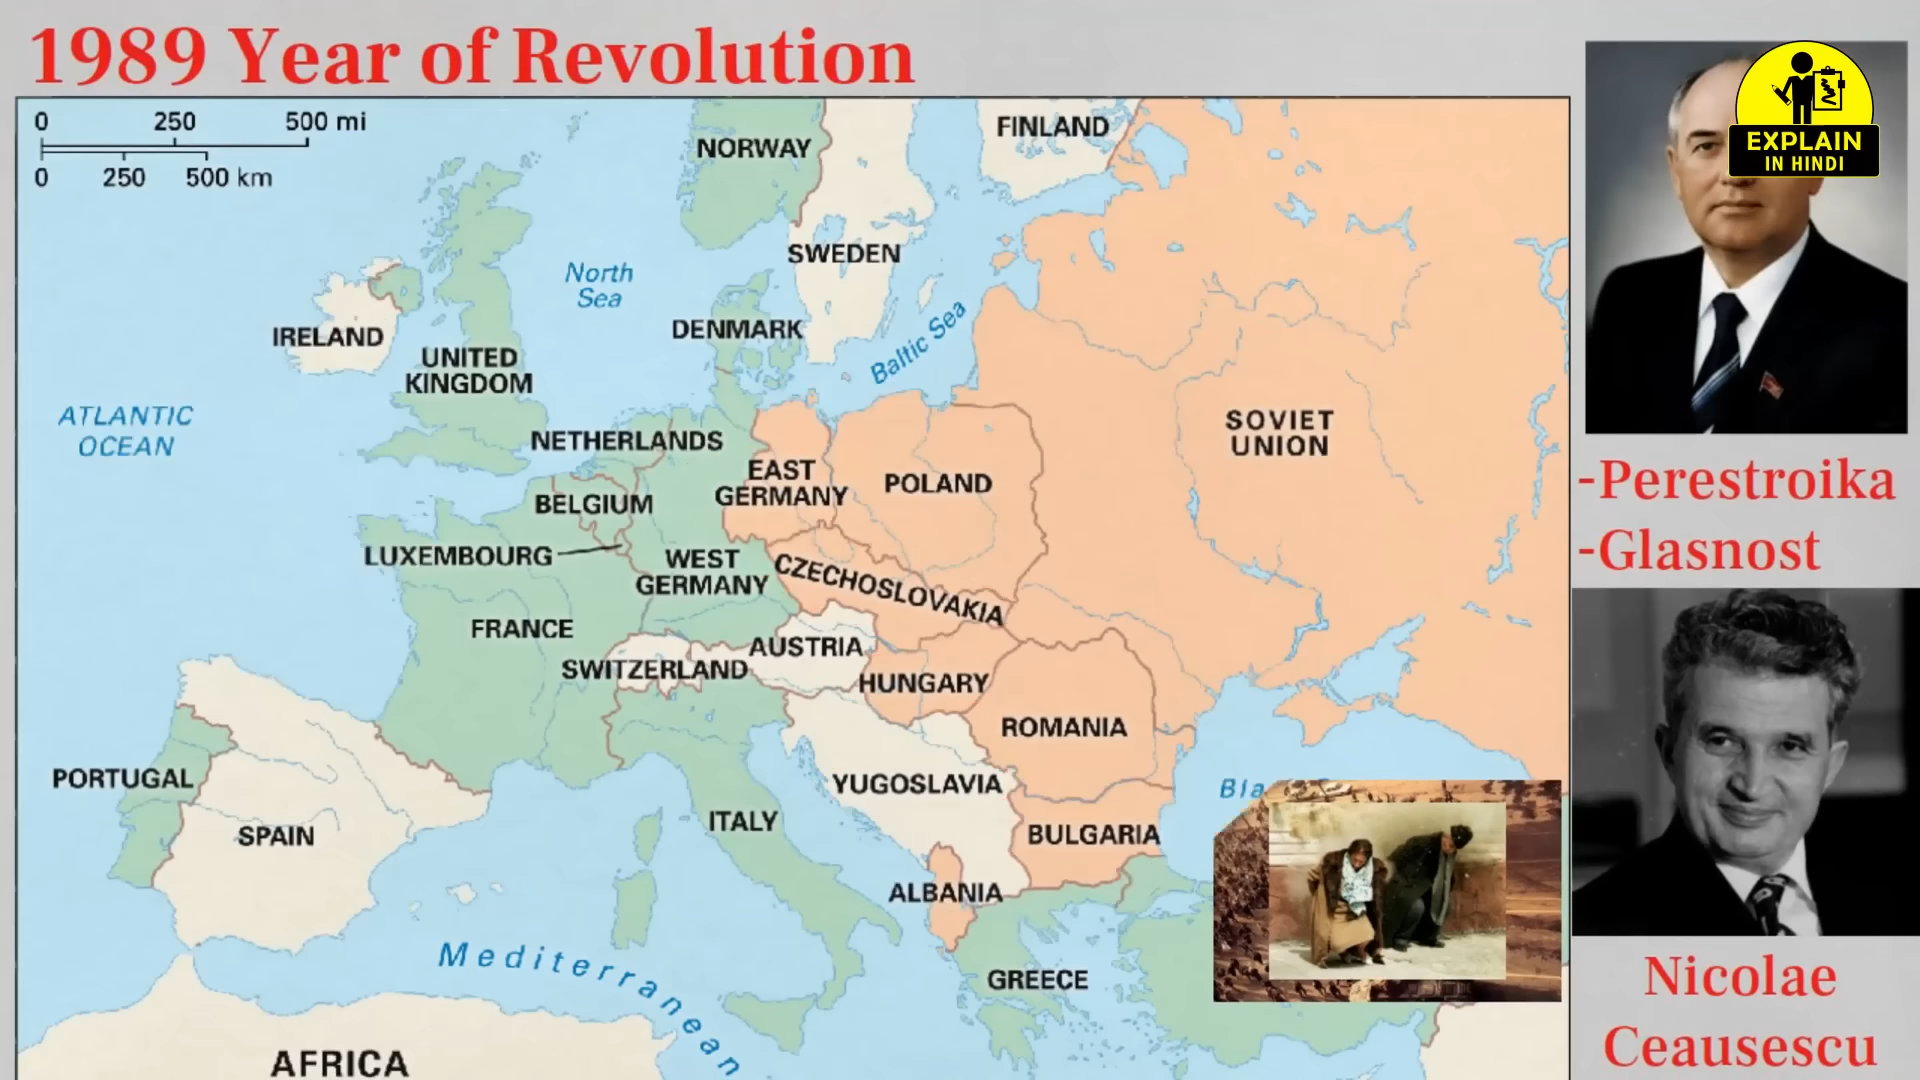 1989 Year of Revolution
0 250 500 mi
0 250 500 km
NORWAY
FINLAND
SWEDEN
North
Sea
IRELAND
DENMARK
Baltic Sea
UNITED
KINGDOM
ATLANTIC
OCEAN
SOVIET
UNION
NETHERLANDS
EAST
GERMANY
POLAND
BELGIUM
LUXEMBOURG
WEST
GERMANY
CZECHOSLOVAKIA
FRANCE
AUSTRIA
SWITZERLAND
HUNGARY
ROMANIA
PORTUGAL
YUGOSLAVIA
Bla
SPAIN
ITALY
BULGARIA
ALBANIA
Mediterranean
GREECE
AFRICA
EXPLAIN
IN HINDI
-Perestroika
-Glasnost
Nicolae
Ceausescu